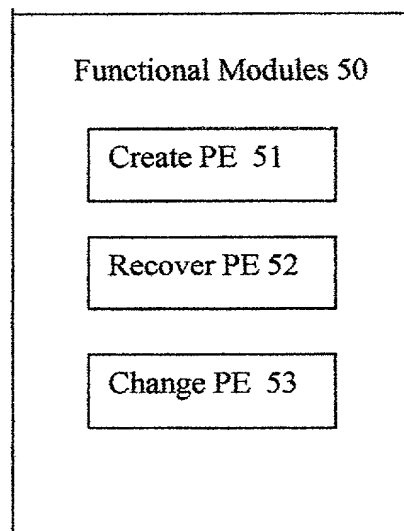 Functional Modules 50
Create PE 51
Recover PE 52
Change PE 53